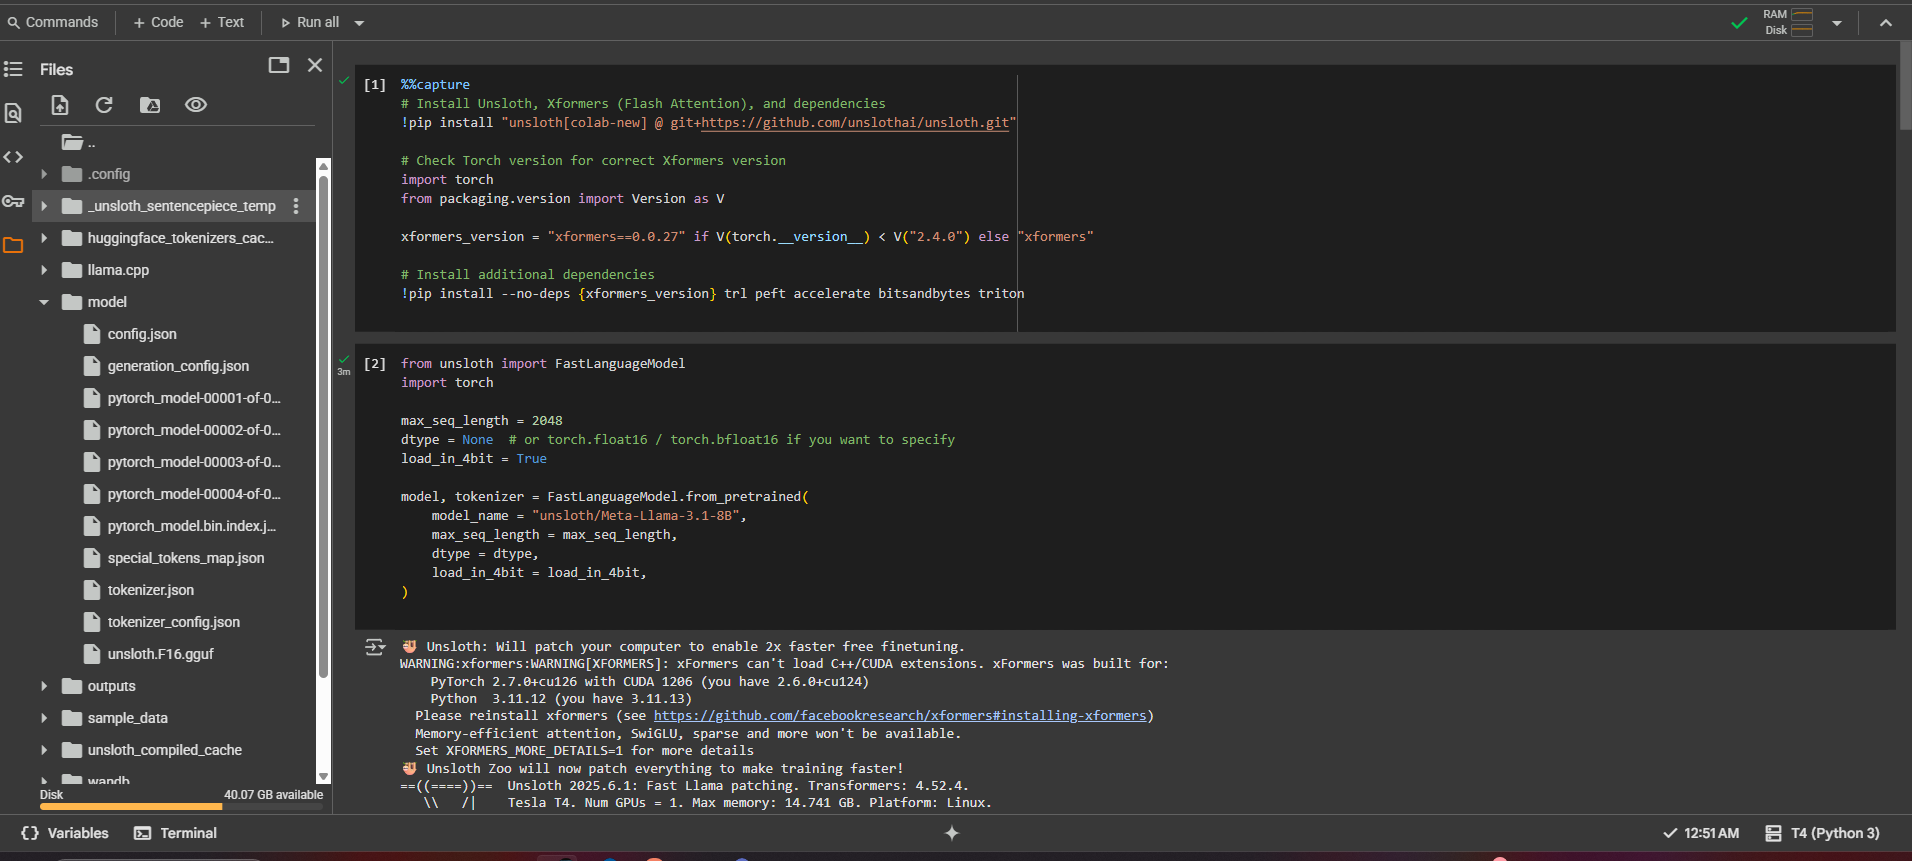 Commands + Code + Text Run all
RAM
Disk
Files
..
.config
_unsloth_sentencepiece_temp
huggingface_tokenizers_cac...
llama.cpp
model
config.json
generation_config.json
pytorch_model-00001-of-0...
pytorch_model-00002-of-0...
pytorch_model-00003-of-0...
pytorch_model-00004-of-0...
pytorch_model.bin.index.j...
special_tokens_map.json
tokenizer.json
tokenizer_config.json
unsloth.F16.gguf
outputs
sample_data
unsloth_compiled_cache
wandb
Disk 40.07 GB available
[1] %%capture
# Install Unsloth, Xformers (Flash Attention), and dependencies
!pip install "unsloth[colab-new] @ git+https://github.com/unslothai/unsloth.git"
# Check Torch version for correct Xformers version
import torch
from packaging.version import Version as V
xformers_version = "xformers==0.0.27" if V(torch.__version__) < V("2.4.0") else "xformers"
# Install additional dependencies
!pip install --no-deps {xformers_version} trl peft accelerate bitsandbytes triton
3m
[2] from unsloth import FastLanguageModel
import torch
max_seq_length = 2048
dtype = None  # or torch.float16 / torch.bfloat16 if you want to specify
load_in_4bit = True
model, tokenizer = FastLanguageModel.from_pretrained(
    model_name = "unsloth/Meta-Llama-3.1-8B",
    max_seq_length = max_seq_length,
    dtype = dtype,
    load_in_4bit = load_in_4bit,
)
🦥 Unsloth: Will patch your computer to enable 2x faster free finetuning.
WARNING:xformers:WARNING[XFORMERS]: xFormers can't load C++/CUDA extensions. xFormers was built for:
    PyTorch 2.7.0+cu126 with CUDA 1206 (you have 2.6.0+cu124)
    Python  3.11.12 (you have 3.11.13)
  Please reinstall xformers (see https://github.com/facebookresearch/xformers#installing-xformers)
  Memory-efficient attention, SwiGLU, sparse and more won't be available.
  Set XFORMERS_MORE_DETAILS=1 for more details
🦥 Unsloth Zoo will now patch everything to make training faster!
==((====))==  Unsloth 2025.6.1: Fast Llama patching. Transformers: 4.52.4.
   \\   /|    Tesla T4. Num GPUs = 1. Max memory: 14.741 GB. Platform: Linux.
{} Variables Terminal 12:51 AM T4 (Python 3)